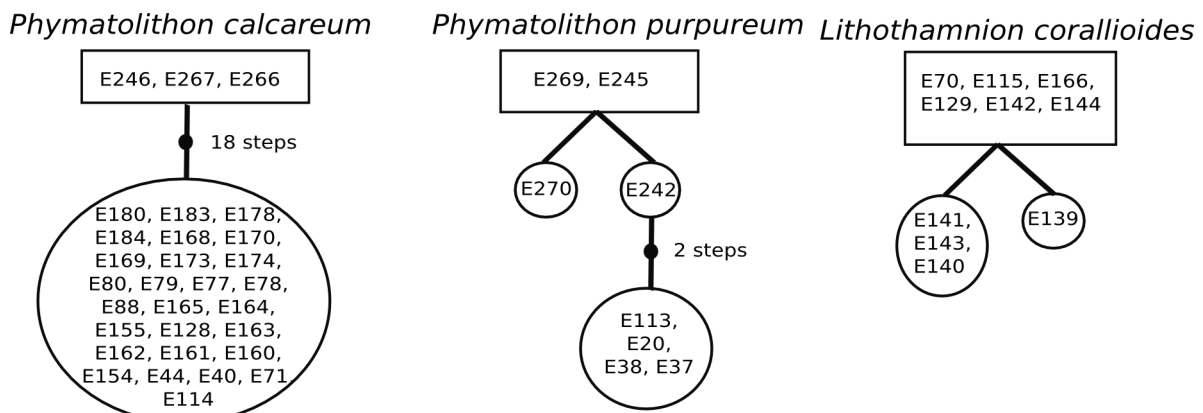 Phymatolithon calcareum
E246, E267, E266
18 steps
E180, E183, E178,
E184, E168, E170,
E169, E173, E174,
E80, E79, E77, E78,
E88, E165, E164,
E155, E128, E163,
E162, E161, E160,
E154, E44, E40, E71,
E114
Phymatolithon purpureum
E269, E245
E270
E242
2 steps
E113,
E20,
E38, E37
Lithothamnion corallioides
E70, E115, E166,
E129, E142, E144
E141,
E143,
E140
E139